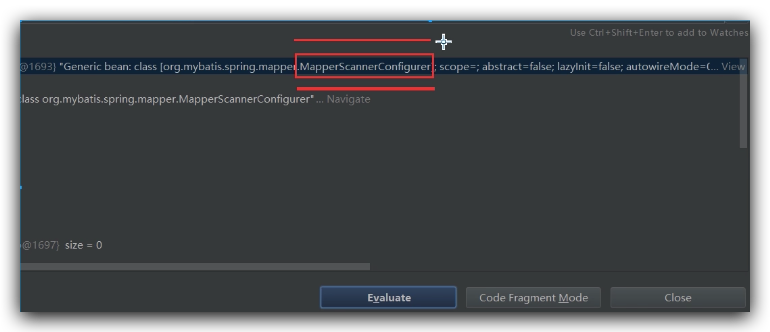 Use Ctrl+Shift+Enter to add to Watches
@1693} "Generic bean: class [org.mybatis.spring.mapper.MapperScannerConfigurer]; scope=; abstract=false; lazyInit=false; autowireMode=0... View
class org.mybatis.spring.mapper.MapperScannerConfigurer"... Navigate
@1697} size = 0
Evaluate Code Fragment Mode Close